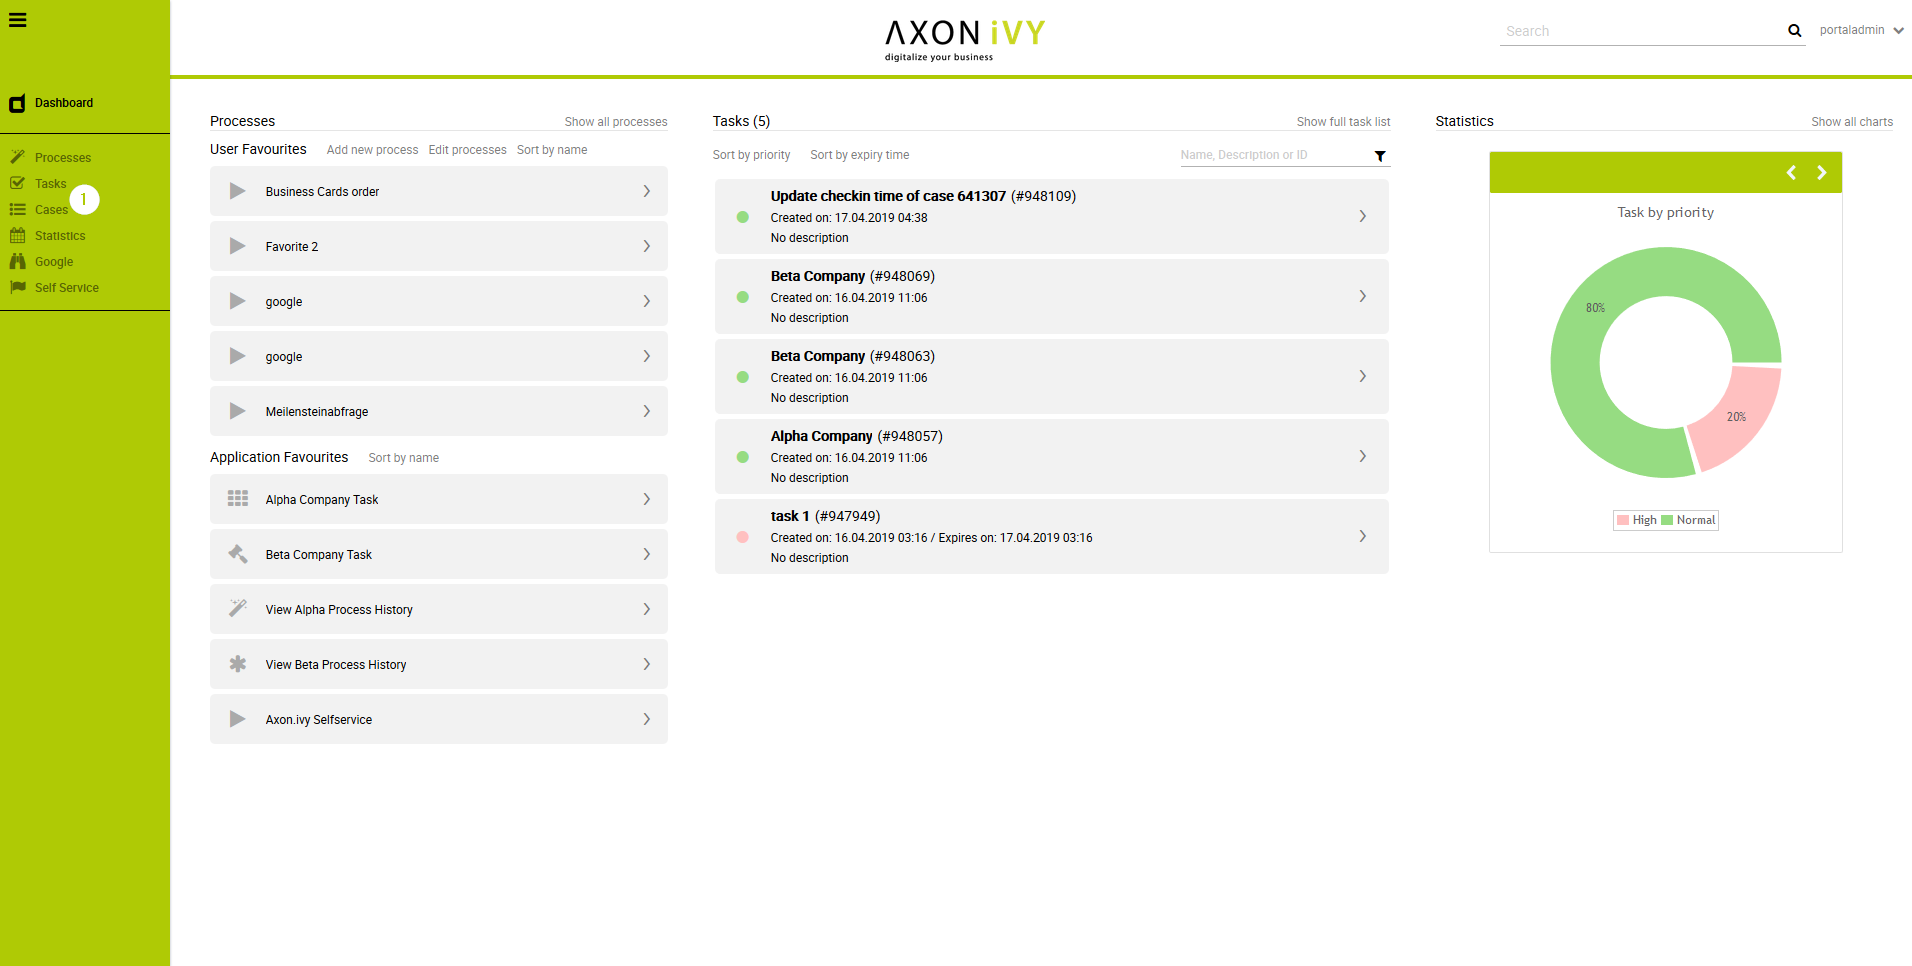 AXON iVY
digitalize your business
Search
portaladmin
Dashboard
Processes
Tasks
Cases
1
Statistics
Google
Self Service
Processes
Show all processes
User Favourites Add new process Edit processes Sort by name
Business Cards order
Favorite 2
google
google
Meilensteinabfrage
Application Favourites Sort by name
Alpha Company Task
Beta Company Task
View Alpha Process History
View Beta Process History
Axon.ivy Selfservice
Tasks (5)
Show full task list
Sort by priority Sort by expiry time
Name, Description or ID
Update checkin time of case 641307 (#948109)
Created on: 17.04.2019 04:38
No description
Beta Company (#948069)
Created on: 16.04.2019 11:06
No description
Beta Company (#948063)
Created on: 16.04.2019 11:06
No description
Alpha Company (#948057)
Created on: 16.04.2019 11:06
No description
task 1 (#947949)
Created on: 16.04.2019 03:16 / Expires on: 17.04.2019 03:16
No description
Statistics
Show all charts
Task by priority
80%
20%
High Normal